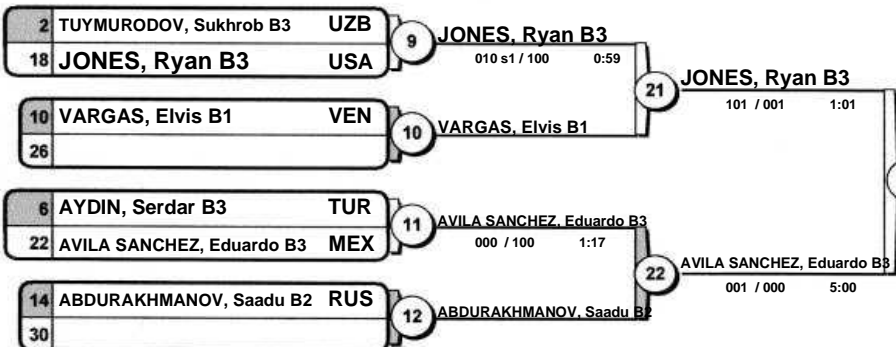 2 TUYMURODOV, Sukhrob B3 UZB
18 JONES, Ryan B3 USA
9 JONES, Ryan B3
010 s1 / 100 0:59
21 JONES, Ryan B3
101 / 001 1:01
10 VARGAS, Elvis B1 VEN
26
10 VARGAS, Elvis B1
6 AYDIN, Serdar B3 TUR
22 AVILA SANCHEZ, Eduardo B3 MEX
11 AVILA SANCHEZ, Eduardo B3
000 / 100 1:17
22 AVILA SANCHEZ, Eduardo B3
001 / 000 5:00
14 ABDURAKHMANOV, Saadu B2 RUS
30
12 ABDURAKHMANOV, Saadu B2